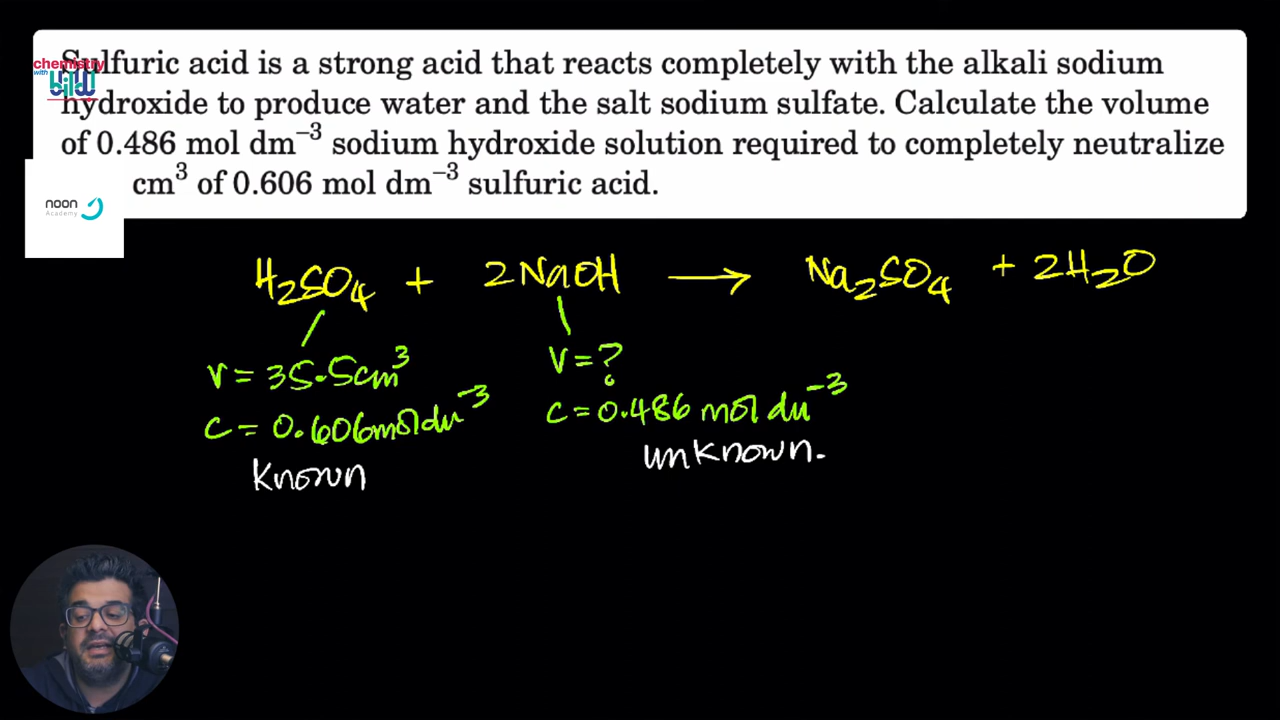 Sulfuric acid is a strong acid that reacts completely with the alkali sodium
hydroxide to produce water and the salt sodium sulfate. Calculate the volume
of 0.486 mol dm⁻³ sodium hydroxide solution required to completely neutralize
cm³ of 0.606 mol dm⁻³ sulfuric acid.
chemistry
with
noon
Academy
H₂SO₄ + 2NaOH ⟶ Na₂SO₄ + 2H₂O
V = 35.5cm³
V = ?
C = 0.606mol dm⁻³
C = 0.486 mol dm⁻³
Known
unknown.